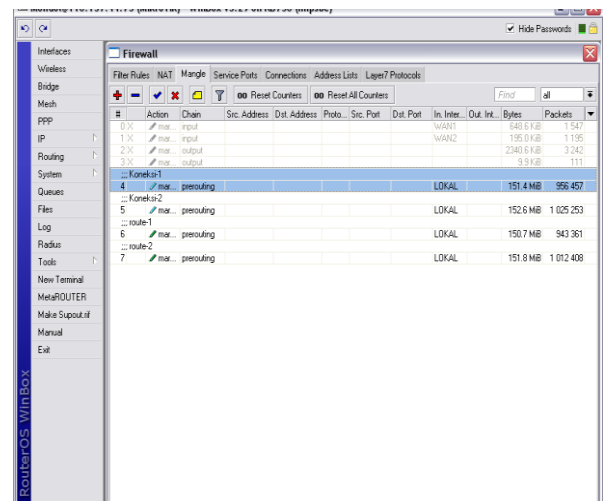 Hide Passwords
Interfaces
Wireless
Bridge
Mesh
PPP
IP
Routing
System
Queues
Files
Log
Radius
Tools
New Terminal
MetaROUTER
Make Supout.rif
Manual
Exit
RouterOS WinBox
Firewall
Filter Rules NAT Mangle Service Ports Connections Address Lists Layer7 Protocols
00 Reset Counters 00 Reset All Counters Find all
# Action Chain Src. Address Dst. Address Proto... Src. Port Dst. Port In. Inter... Out. Int... Bytes Packets
0 X mar... input WAN1 648.6 KiB 1 547
1 X mar... input WAN2 195.0 KiB 1 195
2 X mar... output 2340.6 KiB 3 242
3 X mar... output 9.9 KiB 111
::: Koneksi-1
4 mar... prerouting LOKAL 151.4 MiB 956 457
::: Koneksi-2
5 mar... prerouting LOKAL 152.6 MiB 1 025 253
::: route-1
6 mar... prerouting LOKAL 150.7 MiB 943 361
::: route-2
7 mar... prerouting LOKAL 151.8 MiB 1 012 408